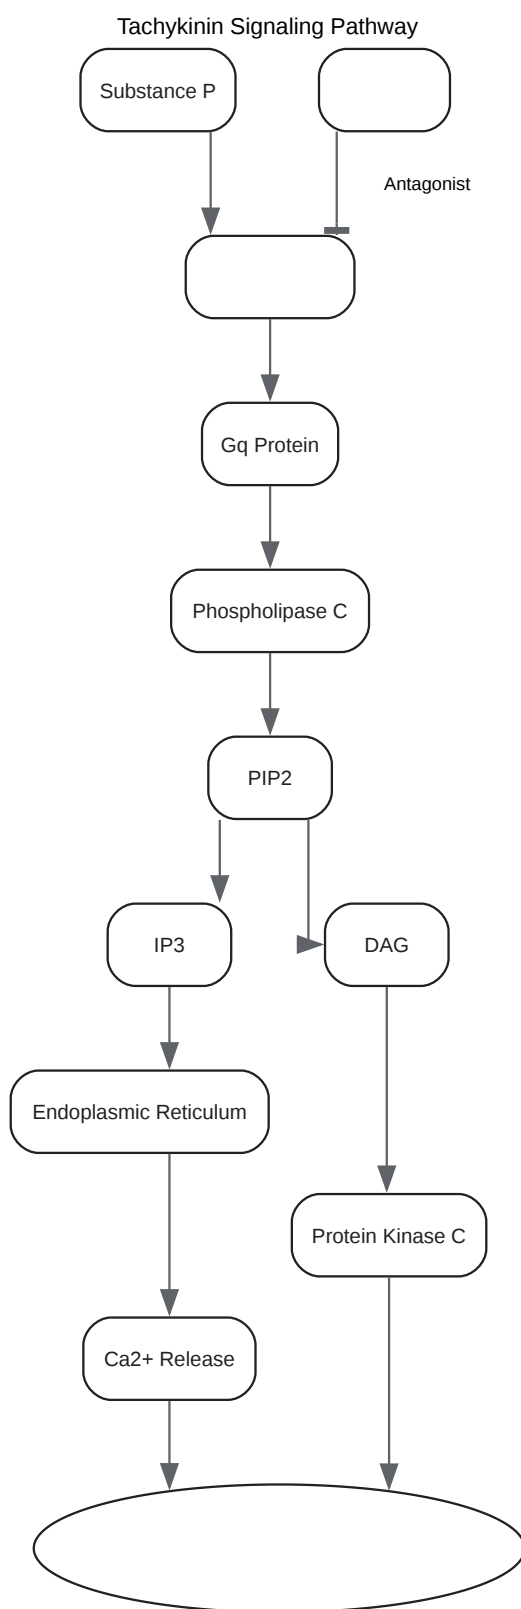 Tachykinin Signaling Pathway
Substance P
Antagonist
Gq Protein
Phospholipase C
PIP2
IP3
DAG
Endoplasmic Reticulum
Protein Kinase C
Ca2+ Release